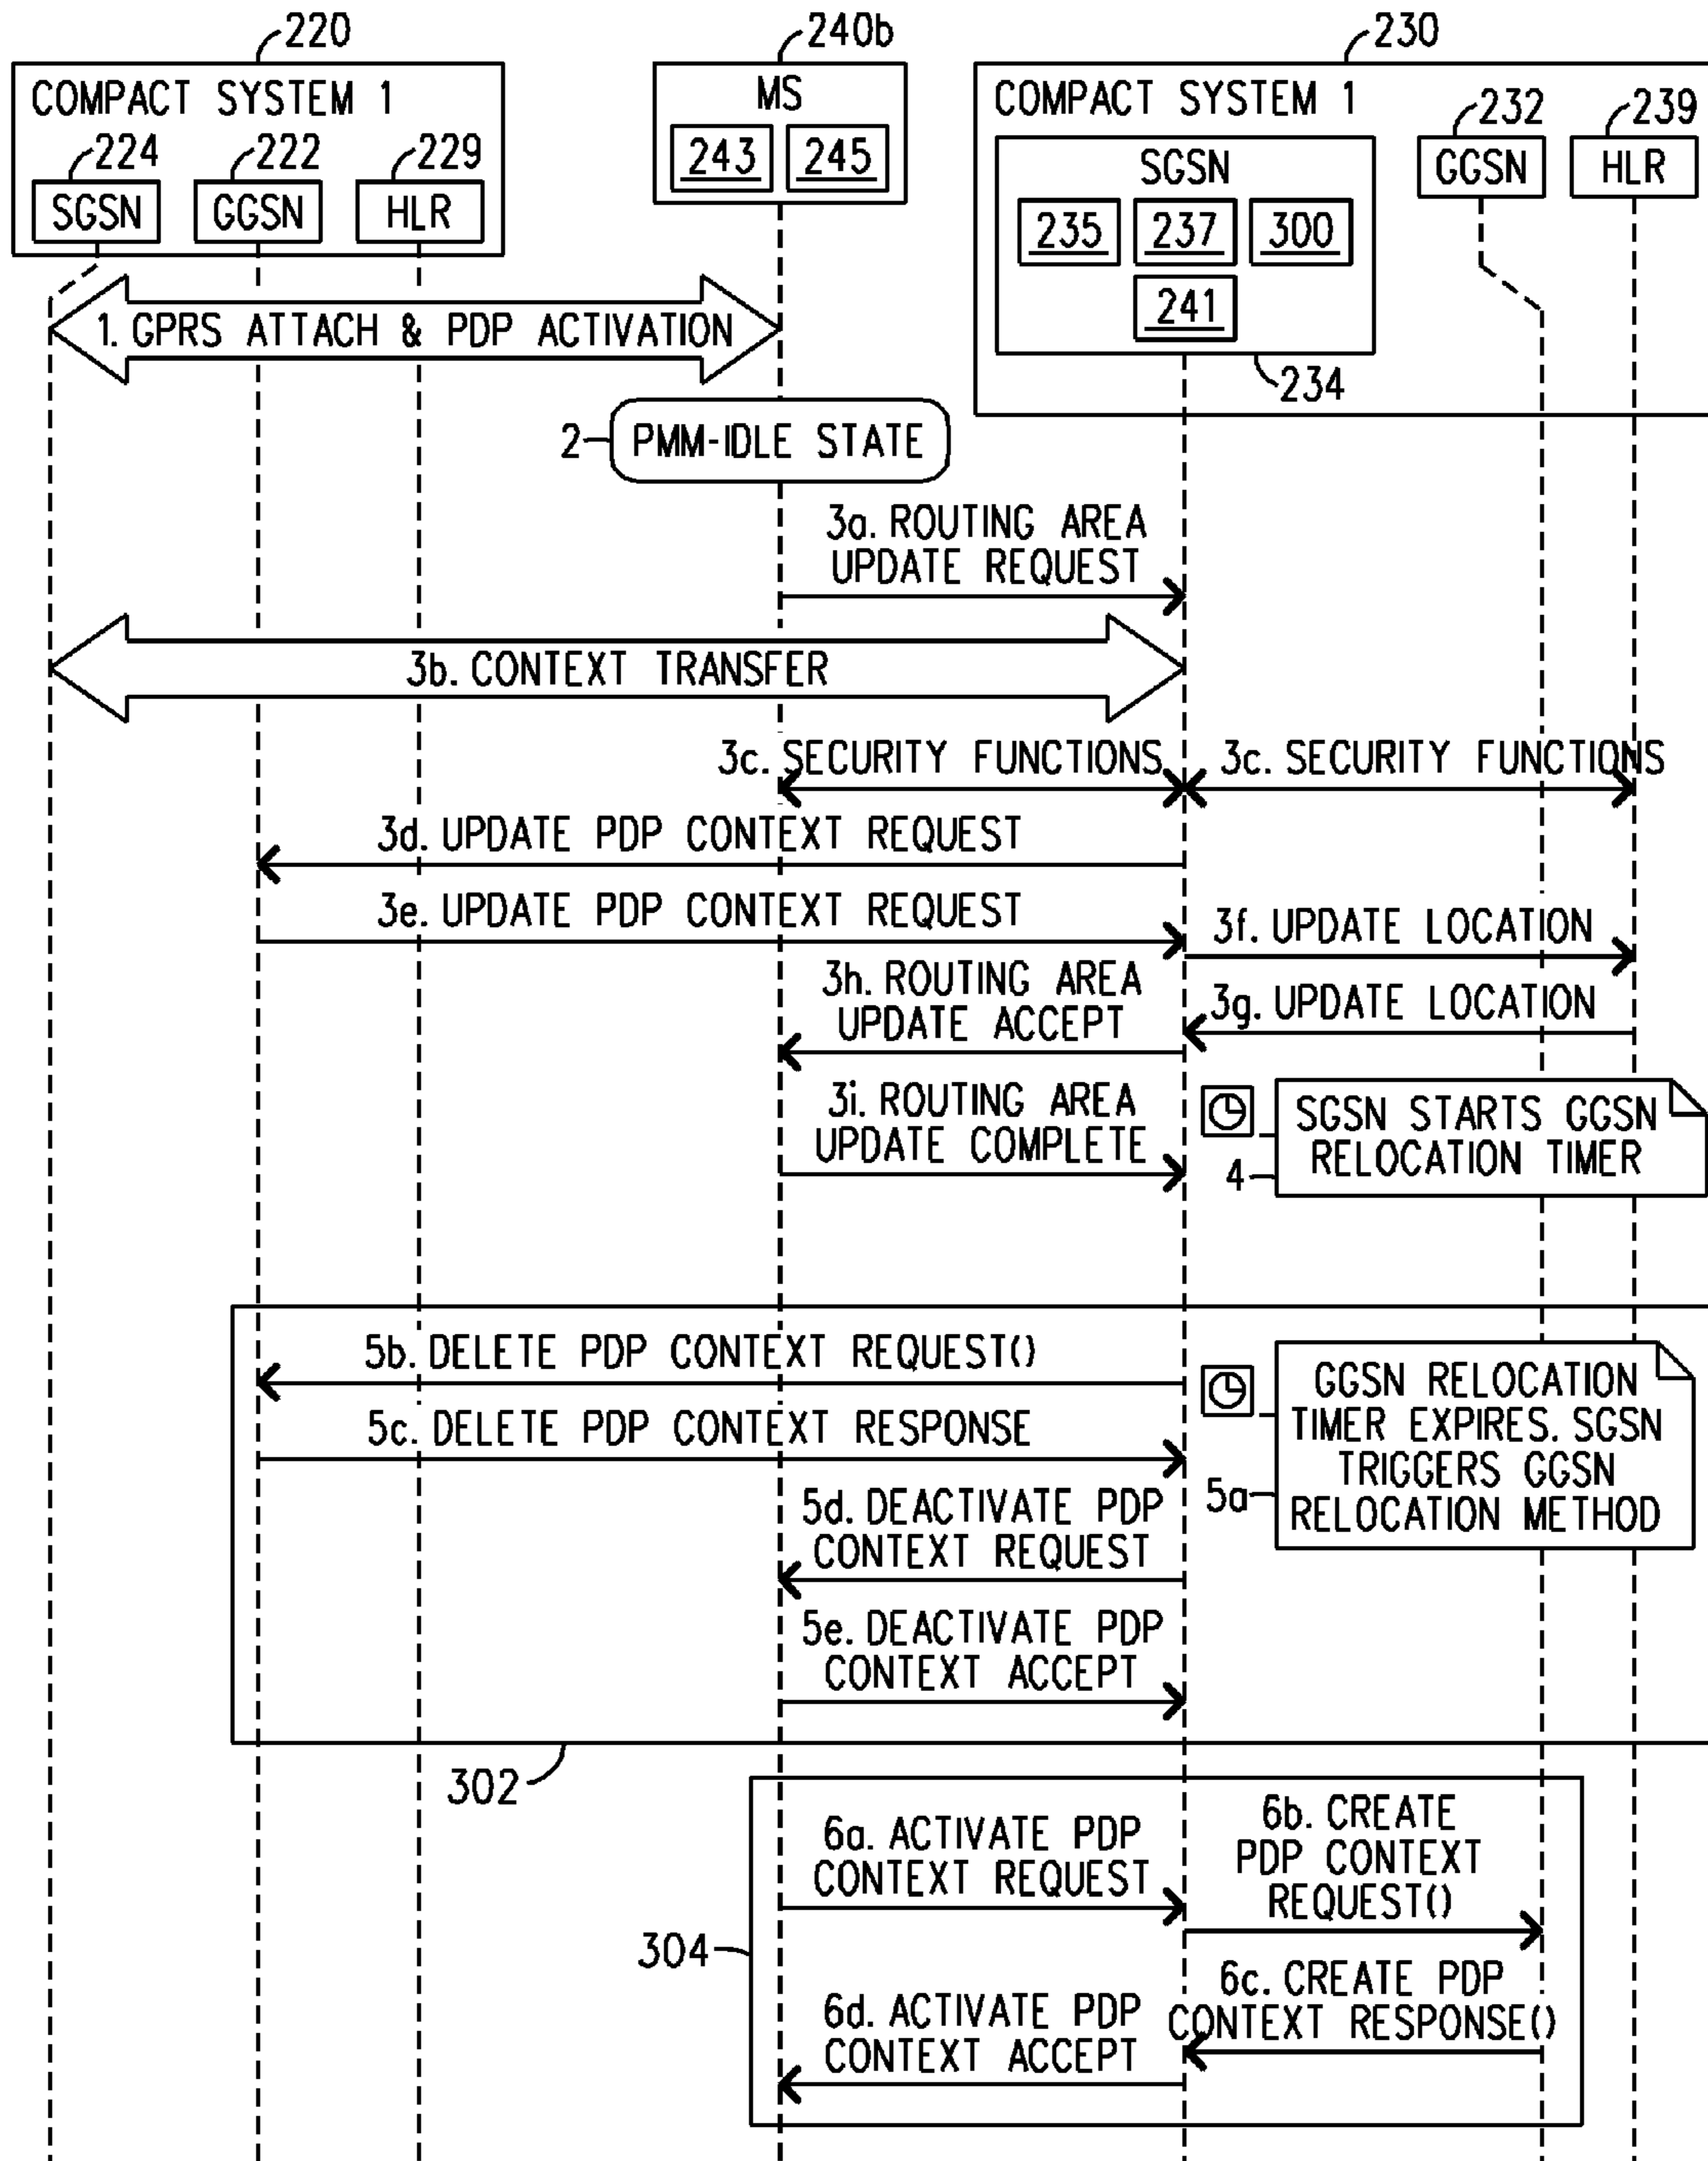 220
240b
230
COMPACT SYSTEM 1
MS
COMPACT SYSTEM 1
232
239
224
222
229
243
245
SGSN
GGSN
HLR
SGSN
GGSN
HLR
235
237
300
241
1. GPRS ATTACH & PDP ACTIVATION
234
2
PMM-IDLE STATE
3a. ROUTING AREA
UPDATE REQUEST
3b. CONTEXT TRANSFER
3c. SECURITY FUNCTIONS
3c. SECURITY FUNCTIONS
3d. UPDATE PDP CONTEXT REQUEST
3e. UPDATE PDP CONTEXT REQUEST
3f. UPDATE LOCATION
3h. ROUTING AREA
UPDATE ACCEPT
3g. UPDATE LOCATION
3i. ROUTING AREA
UPDATE COMPLETE
SGSN STARTS GGSN
RELOCATION TIMER
4
5b. DELETE PDP CONTEXT REQUEST()
5c. DELETE PDP CONTEXT RESPONSE
GGSN RELOCATION
TIMER EXPIRES. SGSN
TRIGGERS GGSN
RELOCATION METHOD
5a
5d. DEACTIVATE PDP
CONTEXT REQUEST
5e. DEACTIVATE PDP
CONTEXT ACCEPT
302
6a. ACTIVATE PDP
CONTEXT REQUEST
6b. CREATE
PDP CONTEXT
REQUEST()
304
6c. CREATE PDP
CONTEXT RESPONSE()
6d. ACTIVATE PDP
CONTEXT ACCEPT